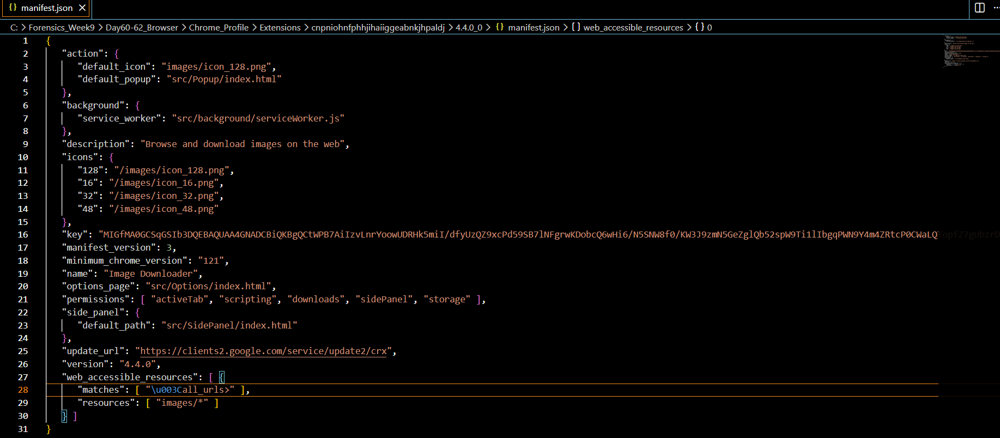 {} manifest.json ×
C: > Forensics_Week9 > Day60-62_Browser > Chrome_Profile > Extensions > cnpniohnfphhjihaiiggeabnkjhpaldj > 4.4.0_0 > {} manifest.json > [ ] web_accessible_resources > {} 0
1 {
2 "action": {
3 "default_icon": "images/icon_128.png",
4 "default_popup": "src/Popup/index.html"
5 },
6 "background": {
7 "service_worker": "src/background/serviceWorker.js"
8 },
9 "description": "Browse and download images on the web",
10 "icons": {
11 "128": "/images/icon_128.png",
12 "16": "/images/icon_16.png",
13 "32": "/images/icon_32.png",
14 "48": "/images/icon_48.png"
15 },
16 "key": "MIGfMA0GCSqGSIb3DQEBAQUAA4GNADCBiQKBgQCtWPB7AiIzvLnrYoowUDRHk5miI/dfyUzQZ9xcPd59SB7lNFgrwKDobcQ6wHi6/N5SNW8f0/KW3J9zmN5GeZglQb52spW9Ti1lIbgqPWN9Y4m4ZRtcP0CWaLQTopfZ7gUbzrD
17 "manifest_version": 3,
18 "minimum_chrome_version": "121",
19 "name": "Image Downloader",
20 "options_page": "src/Options/index.html",
21 "permissions": [ "activeTab", "scripting", "downloads", "sidePanel", "storage" ],
22 "side_panel": {
23 "default_path": "src/SidePanel/index.html"
24 },
25 "update_url": "https://clients2.google.com/service/update2/crx",
26 "version": "4.4.0",
27 "web_accessible_resources": [ {
28 "matches": [ "\u003Call_urls>" ],
29 "resources": [ "images/*" ]
30 } ]
31 }